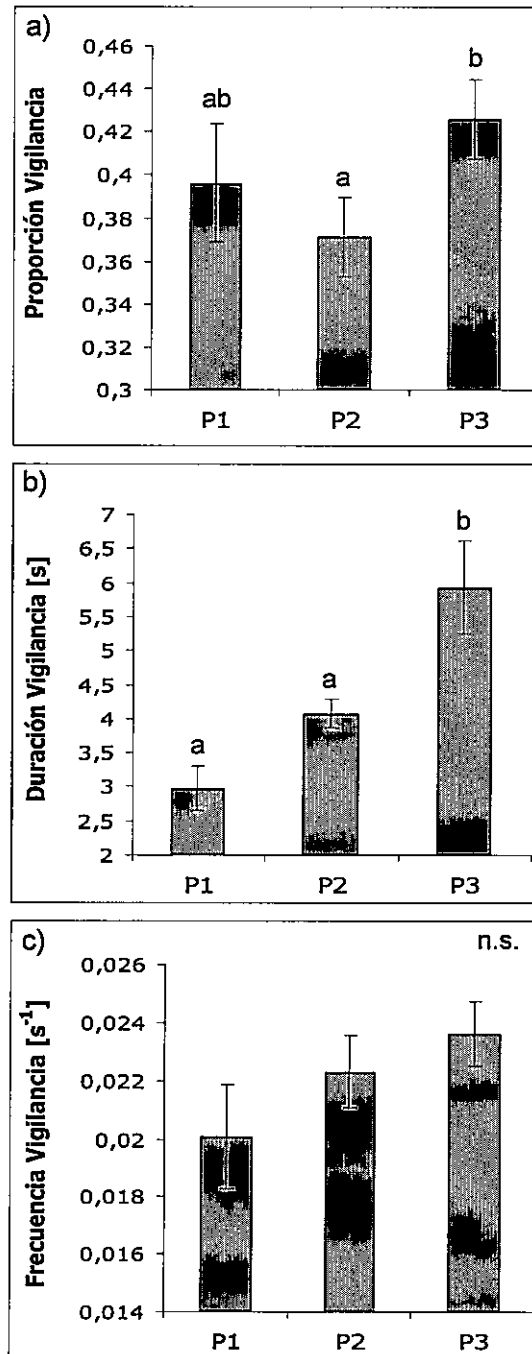 a)
Proporción Vigilancia
0,46
0,44
0,42
0,4
0,38
0,36
0,34
0,32
0,3
ab
a
b
P1 P2 P3
b)
Duración Vigilancia [s]
7
6,5
6
5,5
5
4,5
4
3,5
3
2,5
2
a
a
b
P1 P2 P3
c)
n.s.
Frecuencia Vigilancia [s⁻¹]
0,026
0,024
0,022
0,02
0,018
0,016
0,014
P1 P2 P3